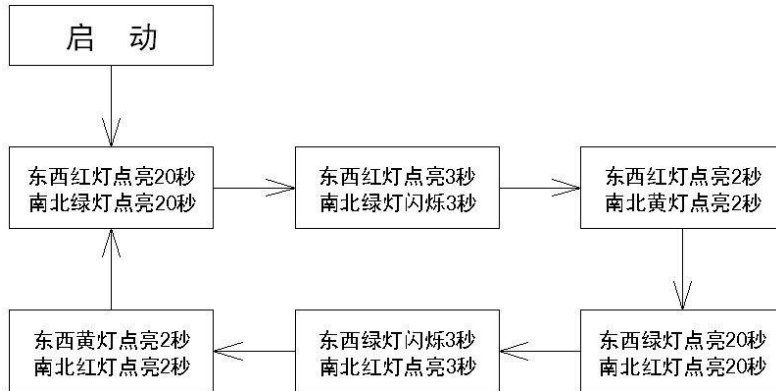 启 动
东西红灯点亮20秒
南北绿灯点亮20秒
东西红灯点亮3秒
南北绿灯闪烁3秒
东西红灯点亮2秒
南北黄灯点亮2秒
东西黄灯点亮2秒
南北红灯点亮2秒
东西绿灯闪烁3秒
南北红灯点亮3秒
东西绿灯点亮20秒
南北红灯点亮20秒